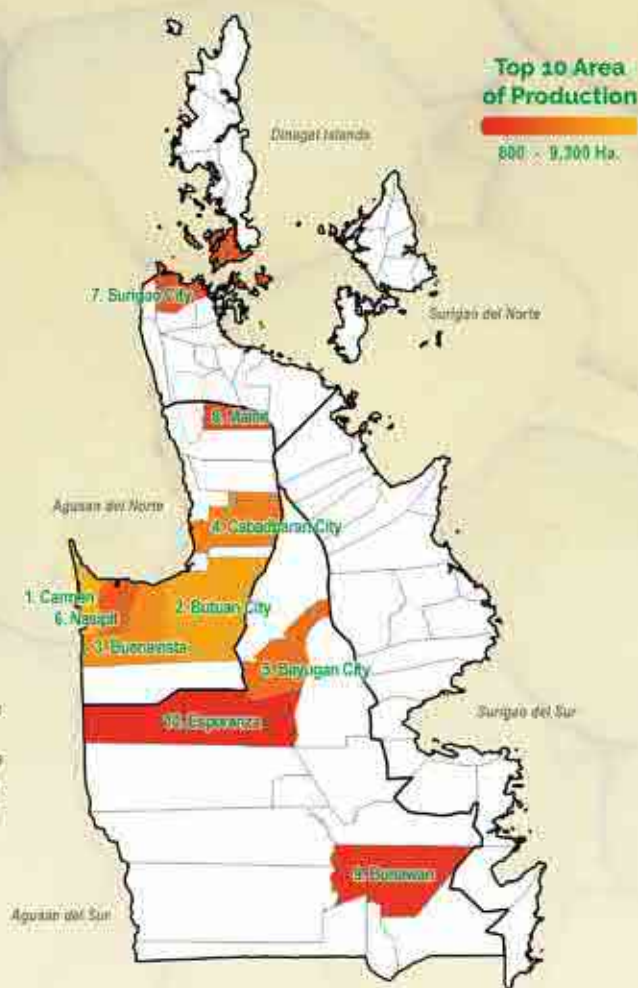 Top 10 Area
of Production
800 - 9,300 Ha.
Dinagat Islands
7. Surigao City
Surigao del Norte
8. Mainit
Agusan del Norte
4. Cabadbaran City
1. Carmen
6. Nasipit
2. Butuan City
3. Buenavista
5. Bayugan City
10. Esperanza
Surigao del Sur
9. Bunawan
Agusan del Sur